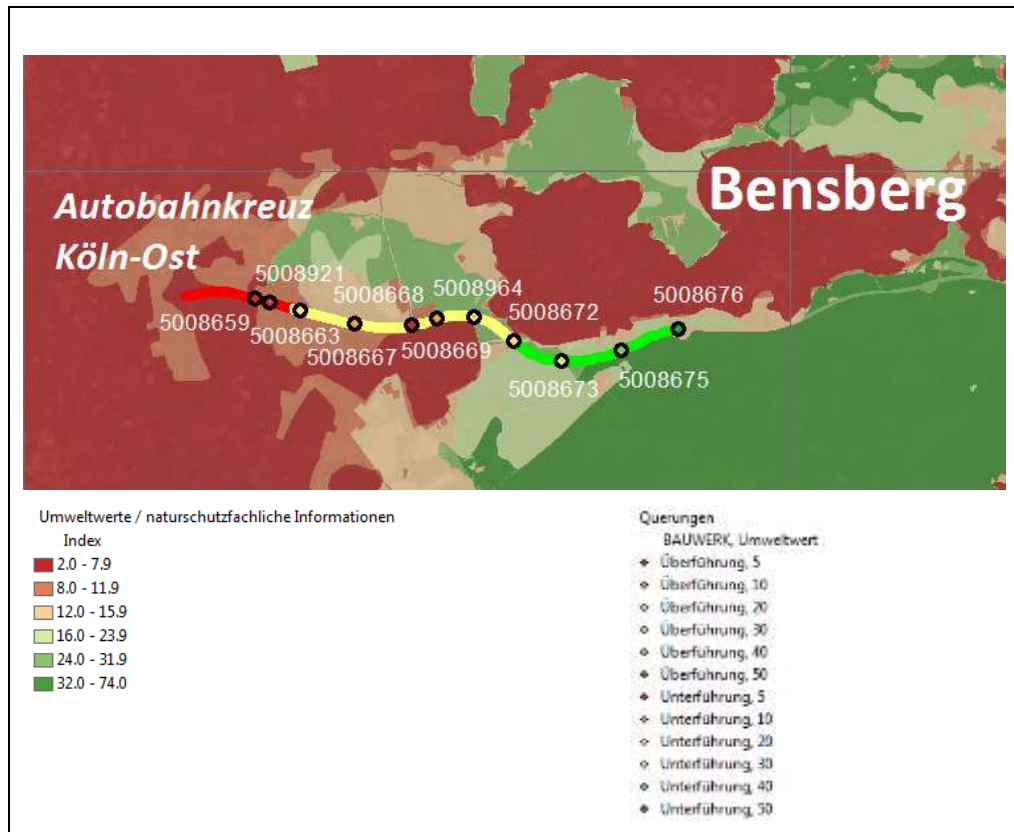 Bensberg
Autobahnkreuz
Köln-Ost
5008921
5008668
5008964
5008672
5008676
5008659
5008663
5008667
5008669
5008673
5008675
Umweltwerte / naturschutzfachliche Informationen
Index
2.0 - 7.9
8.0 - 11.9
12.0 - 15.9
16.0 - 23.9
24.0 - 31.9
32.0 - 74.0
Querungen
BAUWERK, Umweltwert
Überführung, 5
Überführung, 10
Überführung, 20
Überführung, 30
Überführung, 40
Überführung, 50
Unterführung, 5
Unterführung, 10
Unterführung, 20
Unterführung, 30
Unterführung, 40
Unterführung, 50